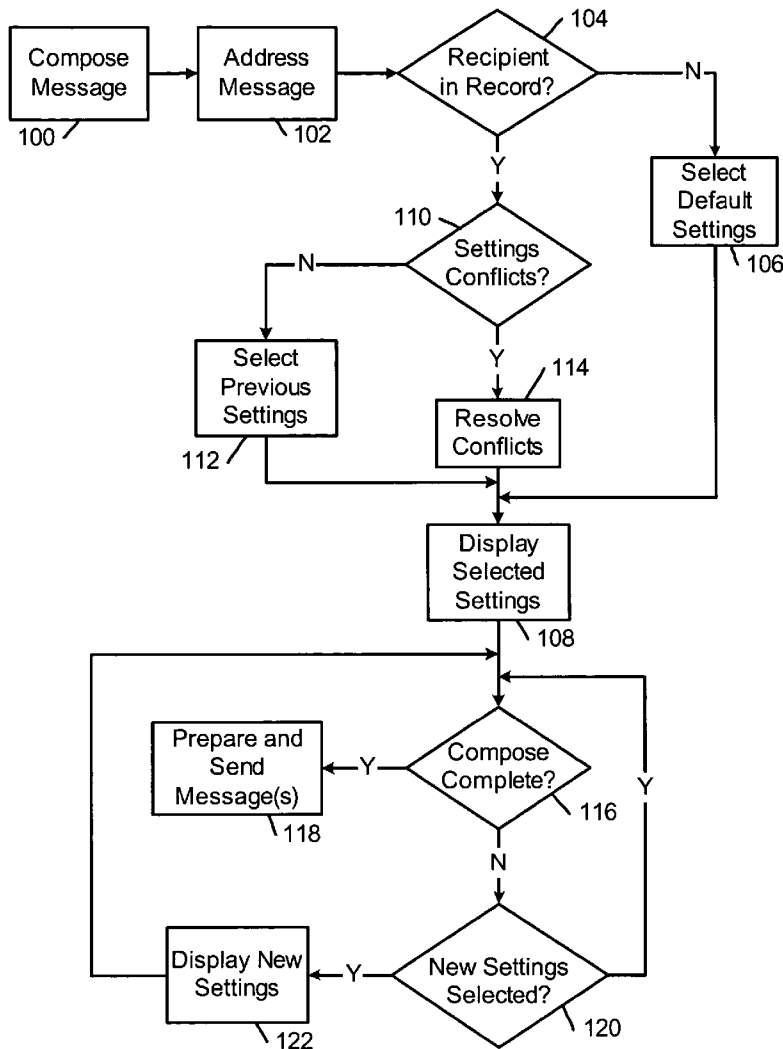 Compose
Message
100
Address
Message
102
Recipient
in Record?
104
N
Y
Select
Default
Settings
106
110
Settings
Conflicts?
N
Y
Select
Previous
Settings
112
114
Resolve
Conflicts
Display
Selected
Settings
108
Prepare and
Send
Message(s)
118
Y
Compose
Complete?
116
Y
N
Display New
Settings
122
Y
New Settings
Selected?
120